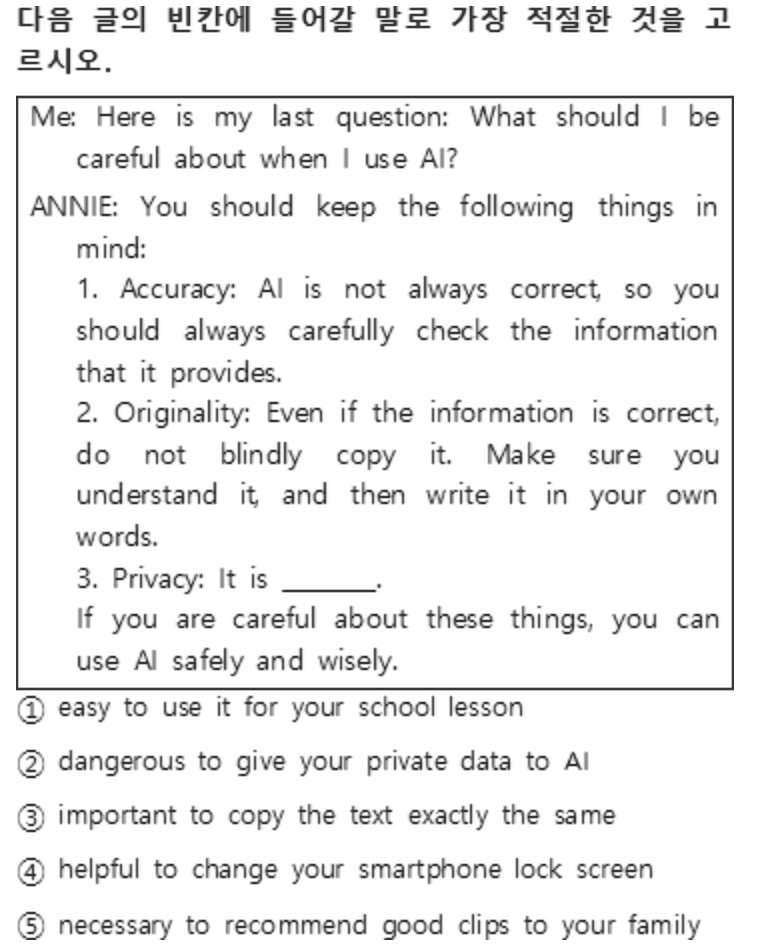 다음 글의 빈칸에 들어갈 말로 가장 적절한 것을 고
르시오.
Me: Here is my last question: What should I be
careful about when I use AI?
ANNIE: You should keep the following things in
mind:
1. Accuracy: AI is not always correct, so you
should always carefully check the information
that it provides.
2. Originality: Even if the information is correct,
do not blindly copy it. Make sure you
understand it, and then write it in your own
words.
3. Privacy: It is _______.
If you are careful about these things, you can
use AI safely and wisely.
① easy to use it for your school lesson
② dangerous to give your private data to AI
③ important to copy the text exactly the same
④ helpful to change your smartphone lock screen
⑤ necessary to recommend good clips to your family